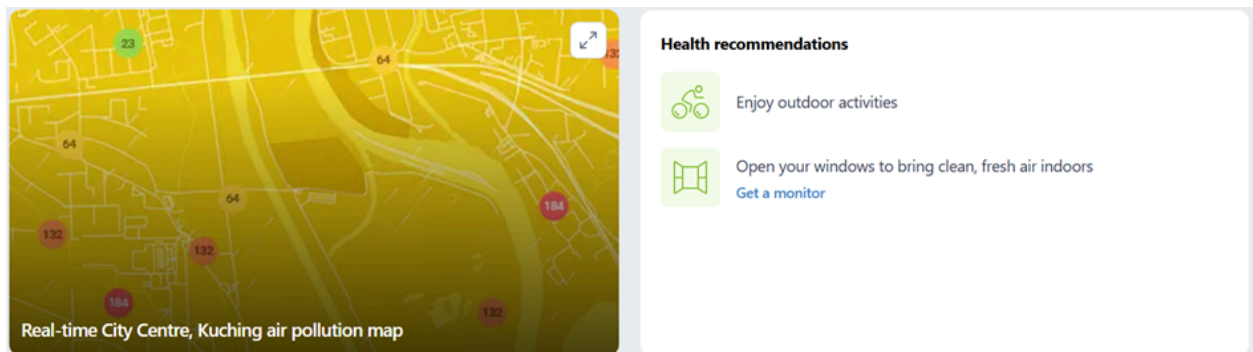 23
64
132
64
64
184
132
132
184
132
Real-time City Centre, Kuching air pollution map
Health recommendations
Enjoy outdoor activities
Open your windows to bring clean, fresh air indoors
Get a monitor